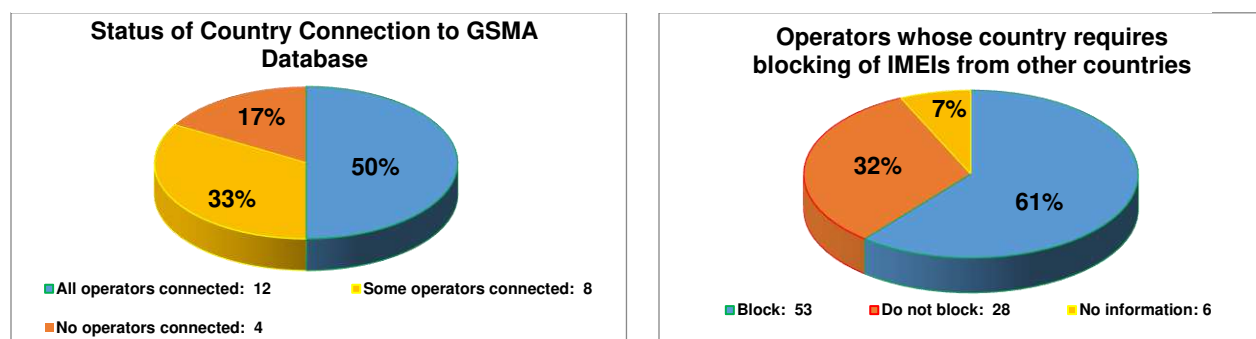 Status of Country Connection to GSMA
Database
17%
50%
33%
All operators connected: 12
Some operators connected: 8
No operators connected: 4
Operators whose country requires
blocking of IMEIs from other countries
7%
32%
61%
Block: 53
Do not block: 28
No information: 6